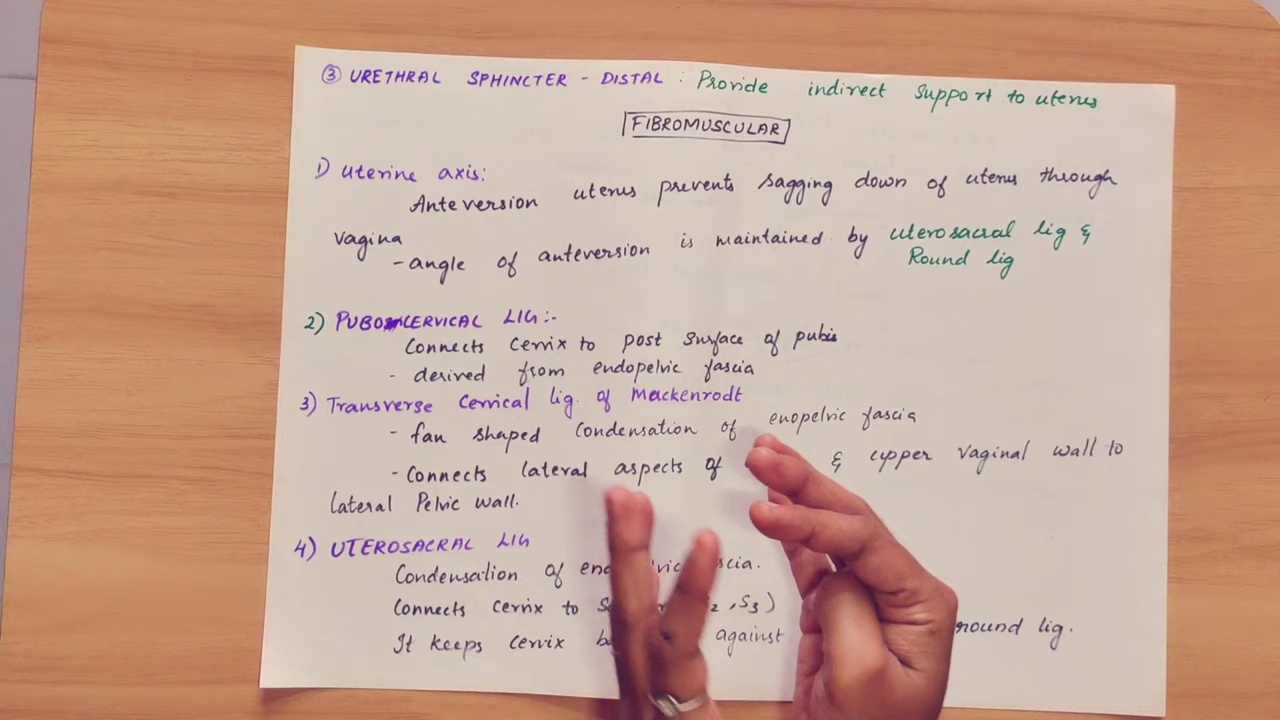 ③ URETHRAL SPHINCTER - DISTAL : Provide indirect support to uterus
FIBROMUSCULAR
1) Uterine axis:
Anteversion uterus prevents sagging down of uterus through
vagina
- angle of anteversion is maintained by uterosacral lig &
Round lig
2) PUBOCERVICAL LIG:-
Connects Cervix to post surface of pubis
- derived from endopelvic fascia
3) Transverse Cervical lig. of Mackenrodt
- fan shaped Condensation of enopelvic fascia
- Connects lateral aspects of & upper vaginal wall to
lateral Pelvic wall.
4) UTEROSACRAL LIG
Condensation of
Connects Cervix to , S3)
It keeps cervix against round lig.